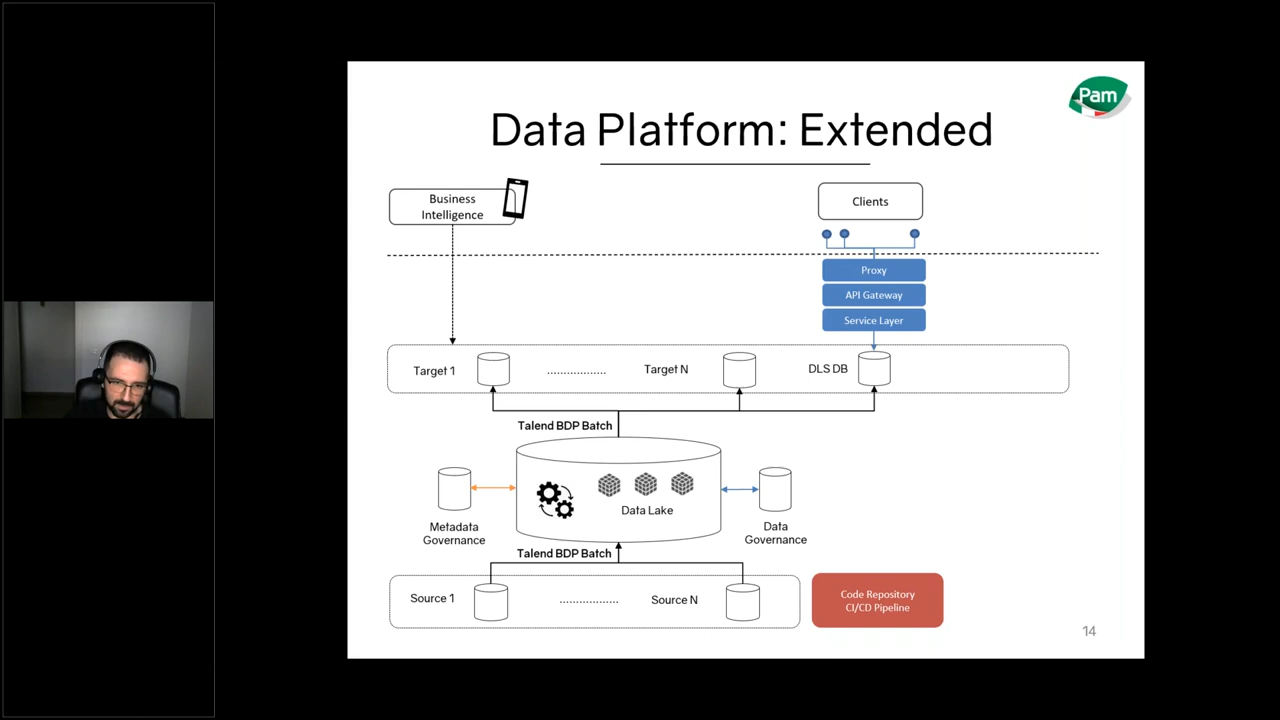 Pam
Data Platform: Extended
Business
Intelligence
Clients
Proxy
API Gateway
Service Layer
Target 1
..................
Target N
DLS DB
Talend BDP Batch
Data Lake
Metadata
Governance
Data
Governance
Talend BDP Batch
Source 1
..................
Source N
Code Repository
CI/CD Pipeline
14